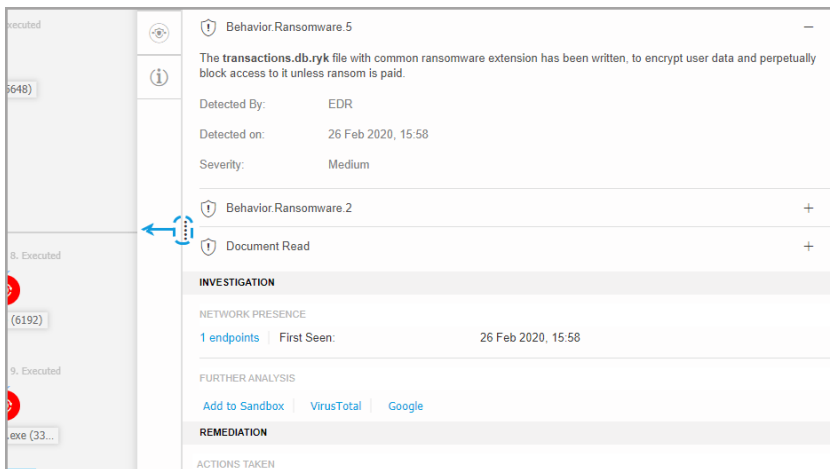 xecuted
5648)
8. Executed
(6192)
9. Executed
.exe (33...
Behavior.Ransomware.5
The transactions.db.ryk file with common ransomware extension has been written, to encrypt user data and perpetually
block access to it unless ransom is paid.
Detected By: EDR
Detected on: 26 Feb 2020, 15:58
Severity: Medium
Behavior.Ransomware.2
Document Read
INVESTIGATION
NETWORK PRESENCE
1 endpoints First Seen: 26 Feb 2020, 15:58
FURTHER ANALYSIS
Add to Sandbox VirusTotal Google
REMEDIATION
ACTIONS TAKEN